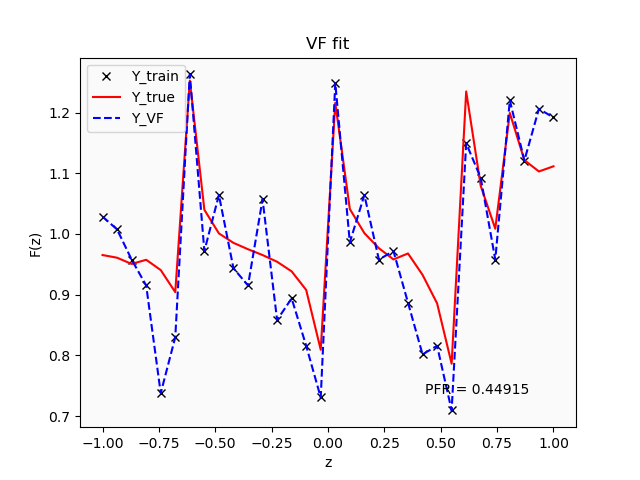 VF fit
Y_train
Y_true
Y_VF
F(z)
1.2
1.1
1.0
0.9
0.8
0.7
PFR = 0.44915
−1.00 −0.75 −0.50 −0.25 0.00 0.25 0.50 0.75 1.00
z